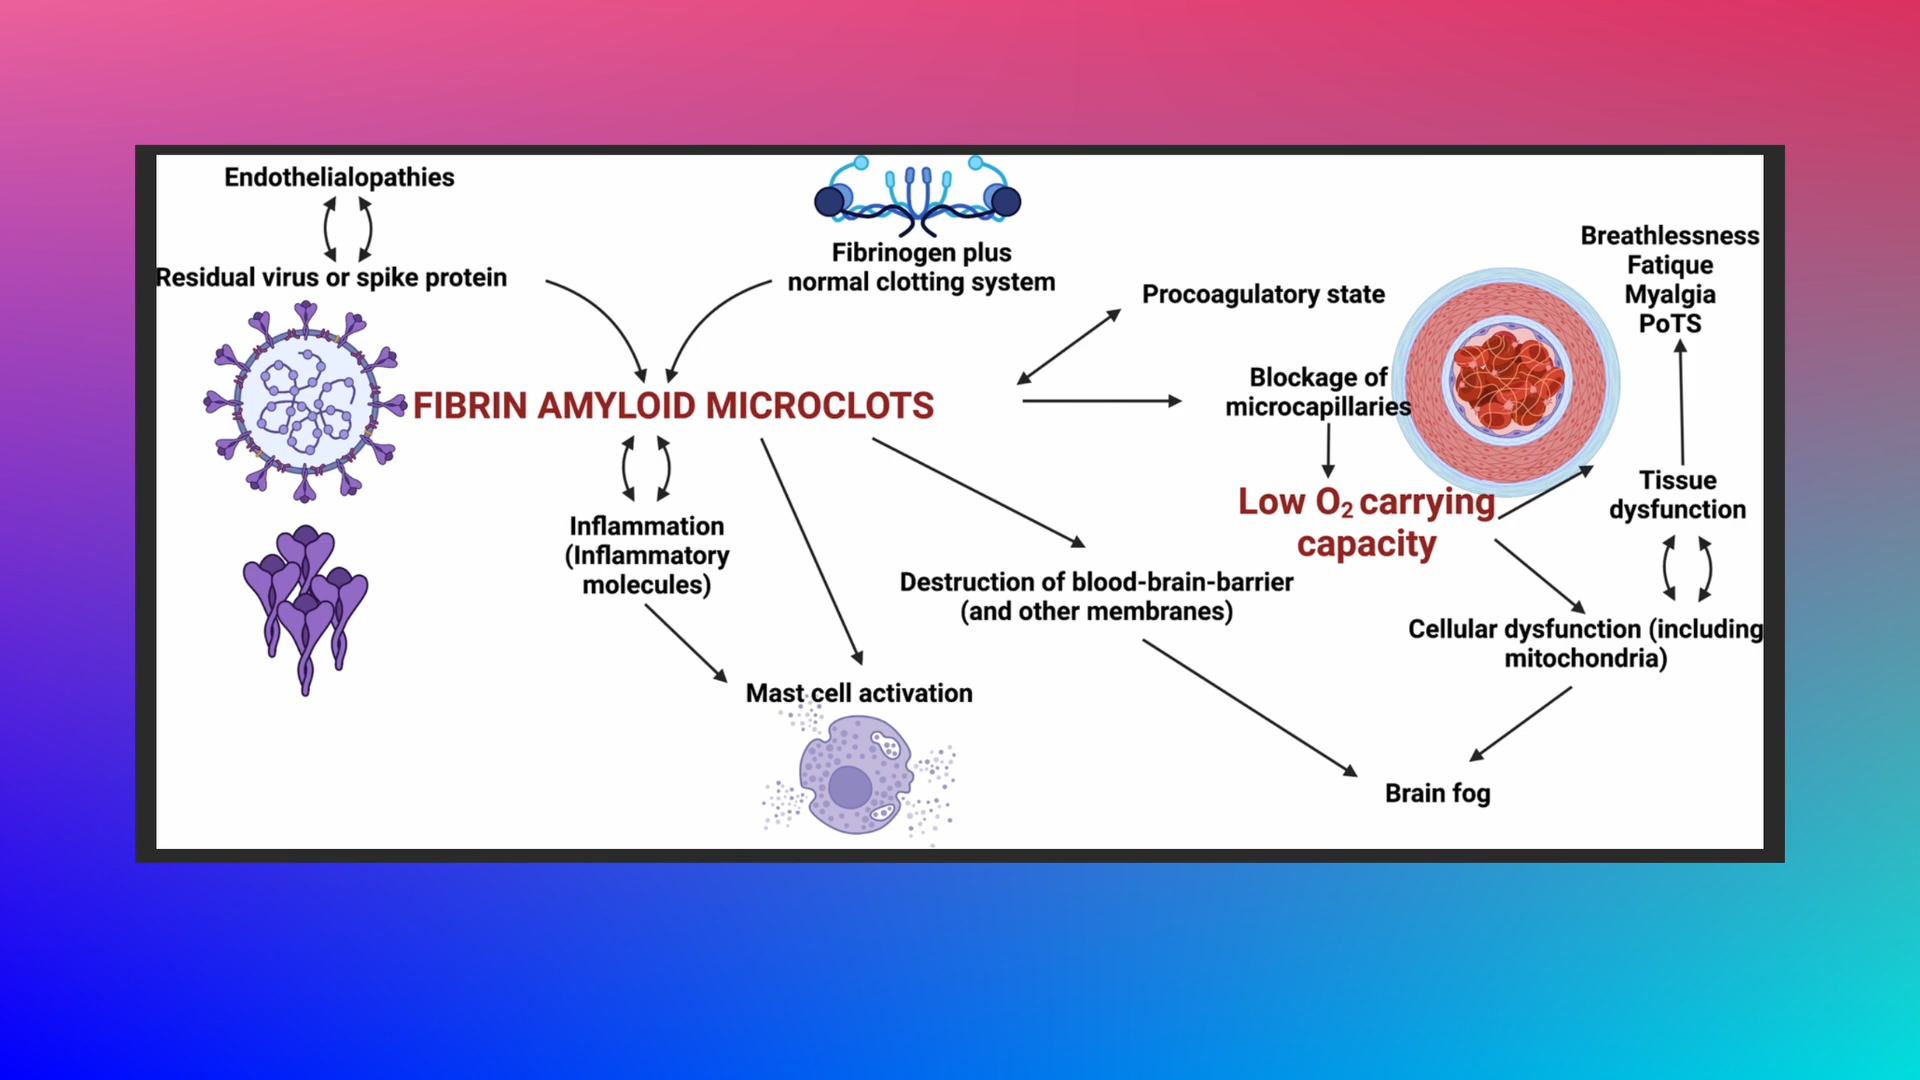 Endothelialopathies
Residual virus or spike protein
Fibrinogen plus
normal clotting system
FIBRIN AMYLOID MICROCLOTS
Procoagulatory state
Blockage of
microcapillaries
Low O₂ carrying
capacity
Breathlessness
Fatique
Myalgia
PoTS
Tissue
dysfunction
Cellular dysfunction (including
mitochondria)
Inflammation
(Inflammatory
molecules)
Destruction of blood-brain-barrier
(and other membranes)
Mast cell activation
Brain fog